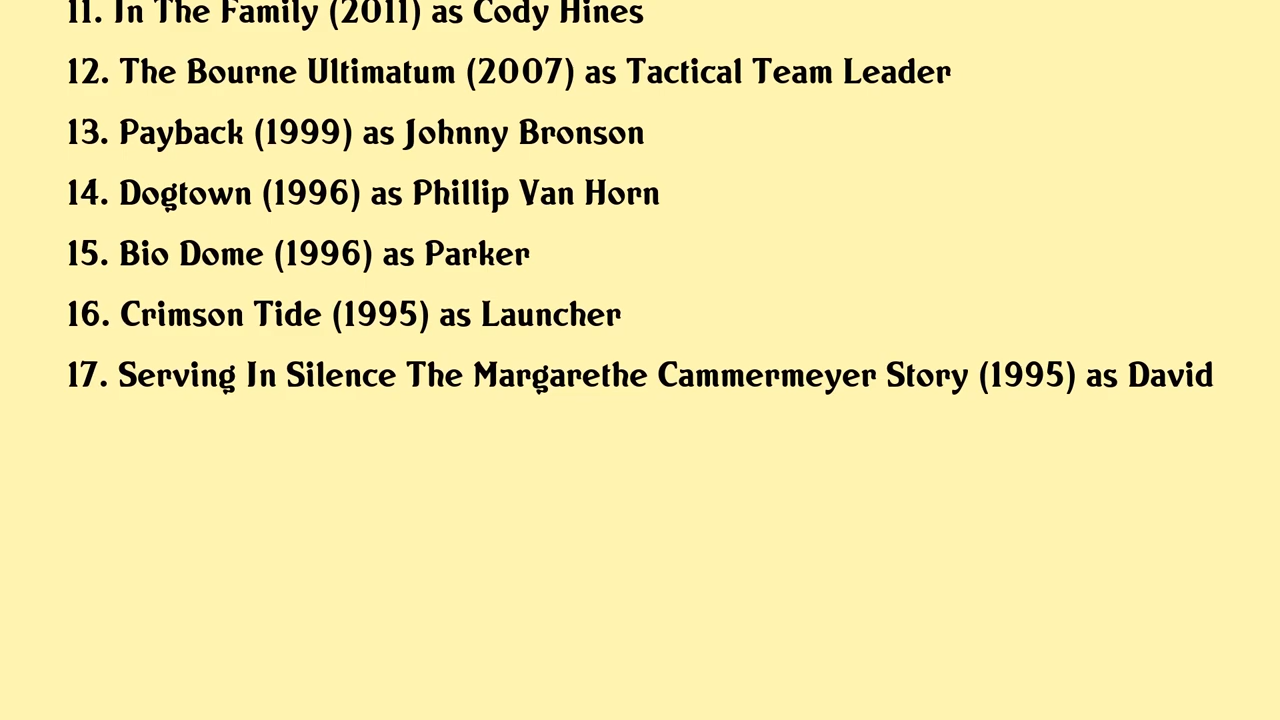 11. In The Family (2011) as Cody Hines
12. The Bourne Ultimatum (2007) as Tactical Team Leader
13. Payback (1999) as Johnny Bronson
14. Dogtown (1996) as Phillip Van Horn
15. Bio Dome (1996) as Parker
16. Crimson Tide (1995) as Launcher
17. Serving In Silence The Margarethe Cammermeyer Story (1995) as David